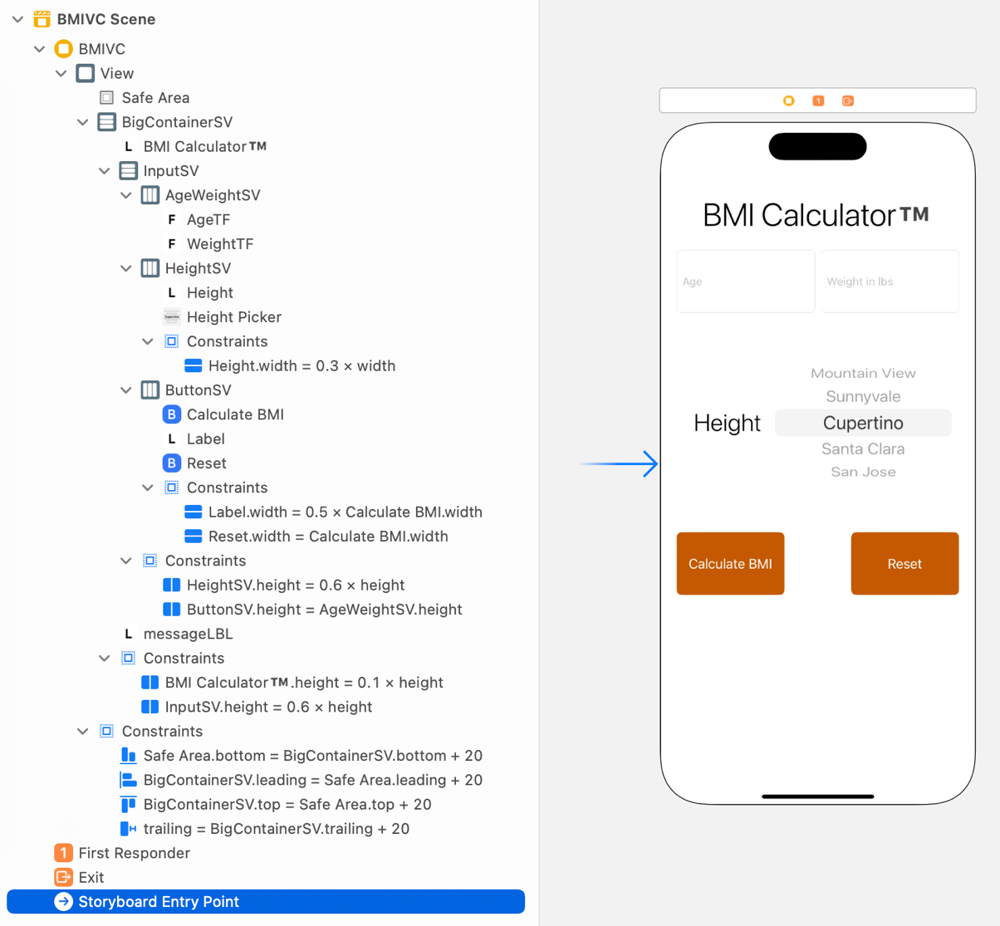 BMIVC Scene
BMIVC
View
Safe Area
BigContainerSV
L BMI Calculator™
InputSV
AgeWeightSV
F AgeTF
F WeightTF
HeightSV
L Height
Height Picker
Constraints
Height.width = 0.3 × width
ButtonSV
B Calculate BMI
L Label
B Reset
Constraints
Label.width = 0.5 × Calculate BMI.width
Reset.width = Calculate BMI.width
Constraints
HeightSV.height = 0.6 × height
ButtonSV.height = AgeWeightSV.height
L messageLBL
Constraints
BMI Calculator™.height = 0.1 × height
InputSV.height = 0.6 × height
Constraints
Safe Area.bottom = BigContainerSV.bottom + 20
BigContainerSV.leading = Safe Area.leading + 20
BigContainerSV.top = Safe Area.top + 20
trailing = BigContainerSV.trailing + 20
1 First Responder
Exit
Storyboard Entry Point
1
BMI Calculator™
Age
Weight in lbs
Mountain View
Sunnyvale
Height
Cupertino
Santa Clara
San Jose
Calculate BMI
Reset